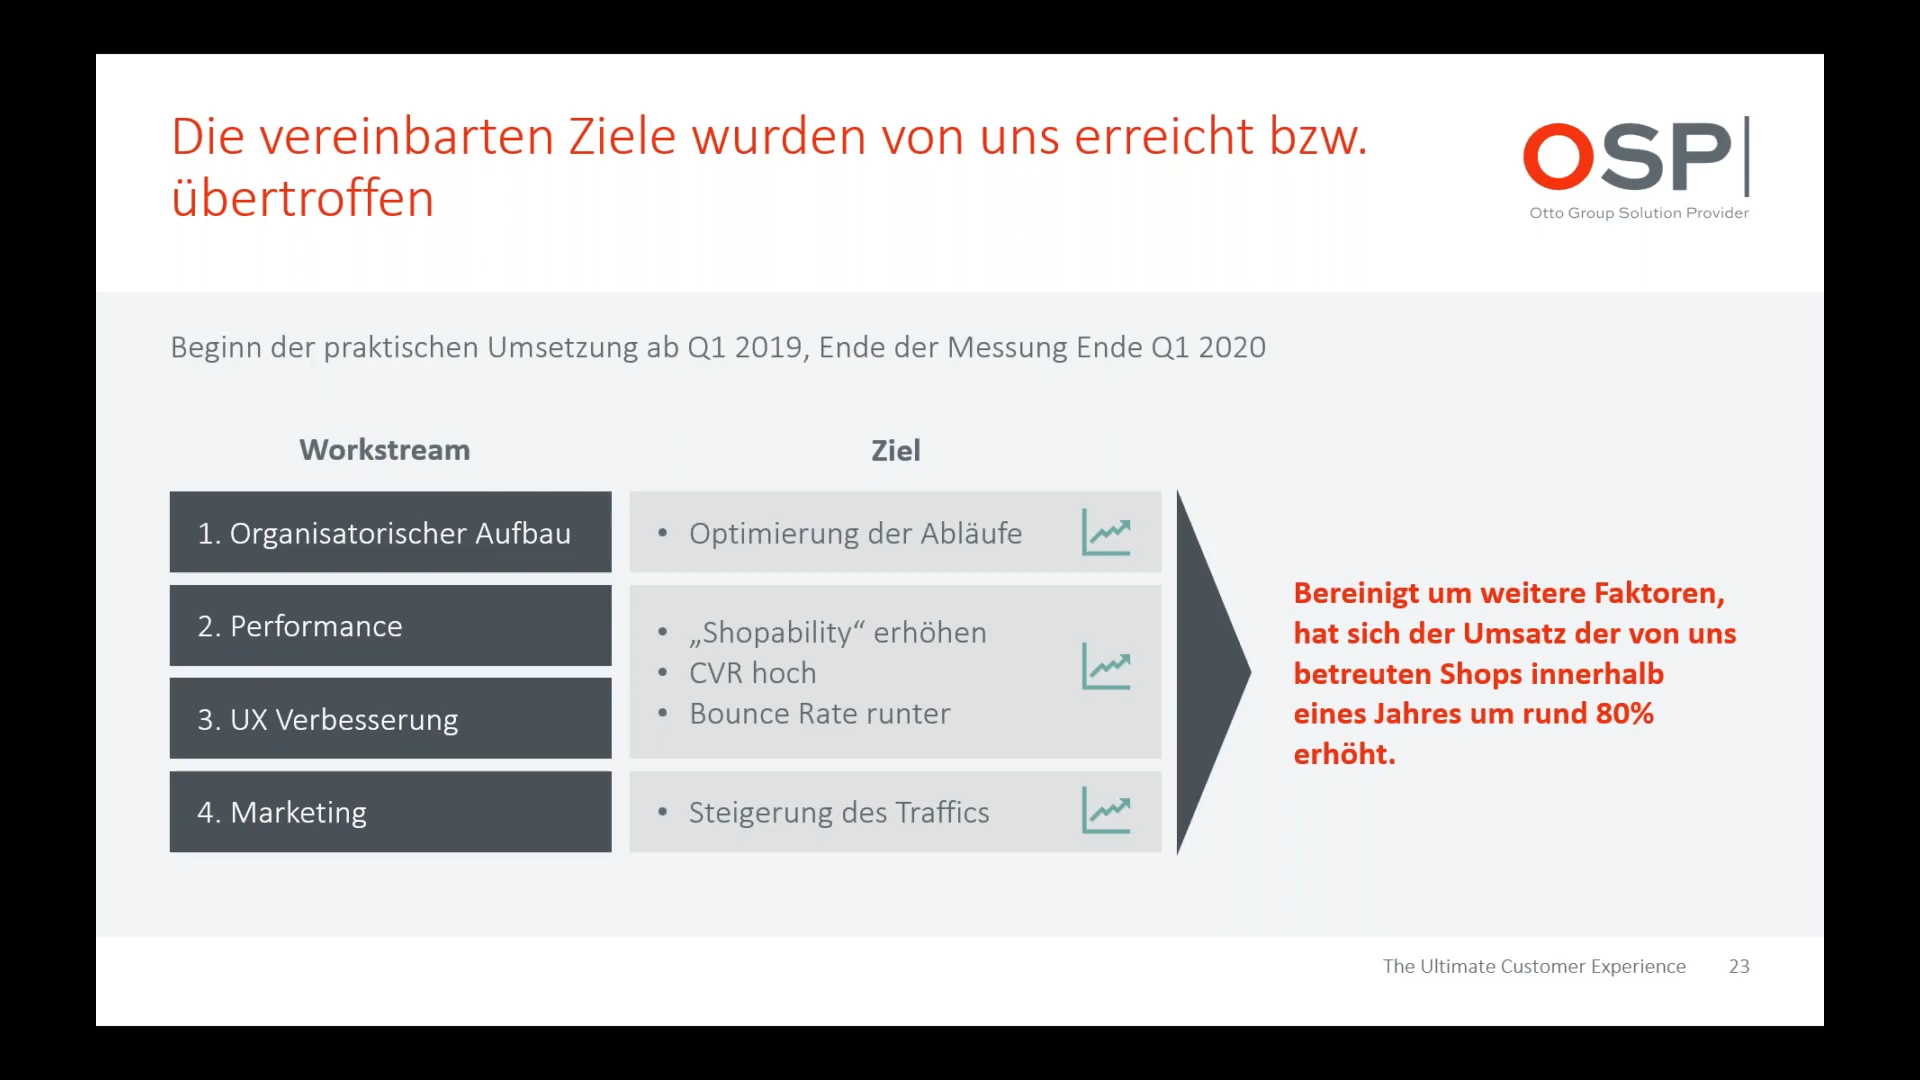 Die vereinbarten Ziele wurden von uns erreicht bzw.
übertroffen
OSP
Otto Group Solution Provider
Beginn der praktischen Umsetzung ab Q1 2019, Ende der Messung Ende Q1 2020
Workstream
Ziel
1. Organisatorischer Aufbau
• Optimierung der Abläufe
2. Performance
3. UX Verbesserung
• „Shopability“ erhöhen
• CVR hoch
• Bounce Rate runter
4. Marketing
• Steigerung des Traffics
Bereinigt um weitere Faktoren,
hat sich der Umsatz der von uns
betreuten Shops innerhalb
eines Jahres um rund 80%
erhöht.
The Ultimate Customer Experience 23